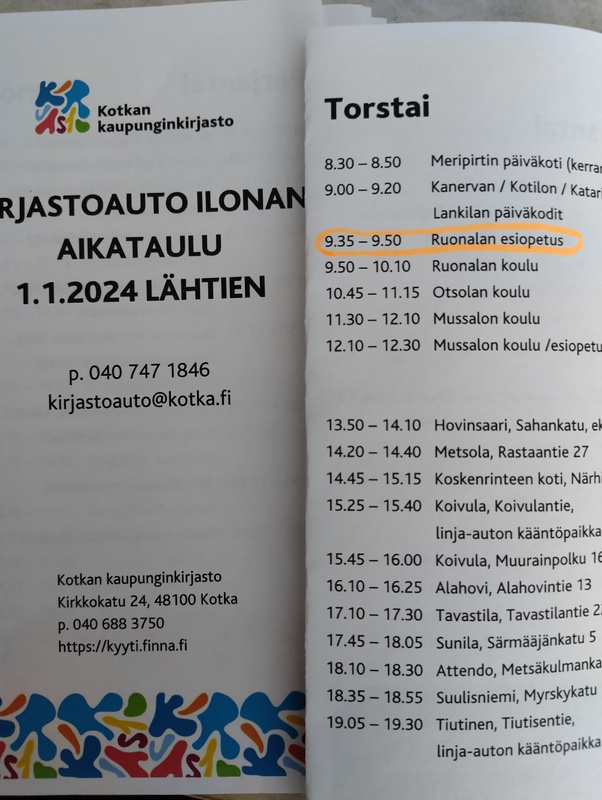 Kotkan
kaupunginkirjasto
RJASTOAUTO ILONAN
AIKATAULU
1.1.2024 LÄHTIEN
p. 040 747 1846
kirjastoauto@kotka.fi
Kotkan kaupunginkirjasto
Kirkkokatu 24, 48100 Kotka
p. 040 688 3750
https://kyyti.finna.fi
Torstai
8.30 – 8.50 Meripirtin päiväkoti (kerran
9.00 – 9.20 Kanervan / Kotilon / Katari
Lankilan päiväkodit
9.35 – 9.50 Ruonalan esiopetus
9.50 – 10.10 Ruonalan koulu
10.45 – 11.15 Otsolan koulu
11.30 – 12.10 Mussalon koulu
12.10 – 12.30 Mussalon koulu /esiopetu
13.50 – 14.10 Hovinsaari, Sahankatu, ek
14.20 – 14.40 Metsola, Rastaantie 27
14.45 – 15.15 Koskenrinteen koti, Närhi
15.25 – 15.40 Koivula, Koivulantie,
linja-auton kääntöpaikka
15.45 – 16.00 Koivula, Muurainpolku 16
16.10 – 16.25 Alahovi, Alahovintie 13
17.10 – 17.30 Tavastila, Tavastilantie 2
17.45 – 18.05 Sunila, Särmääjänkatu 5
18.10 – 18.30 Attendo, Metsäkulmanka
18.35 – 18.55 Suulisniemi, Myrskykatu
19.05 – 19.30 Tiutinen, Tiutisentie,
linja-auton kääntöpaikka